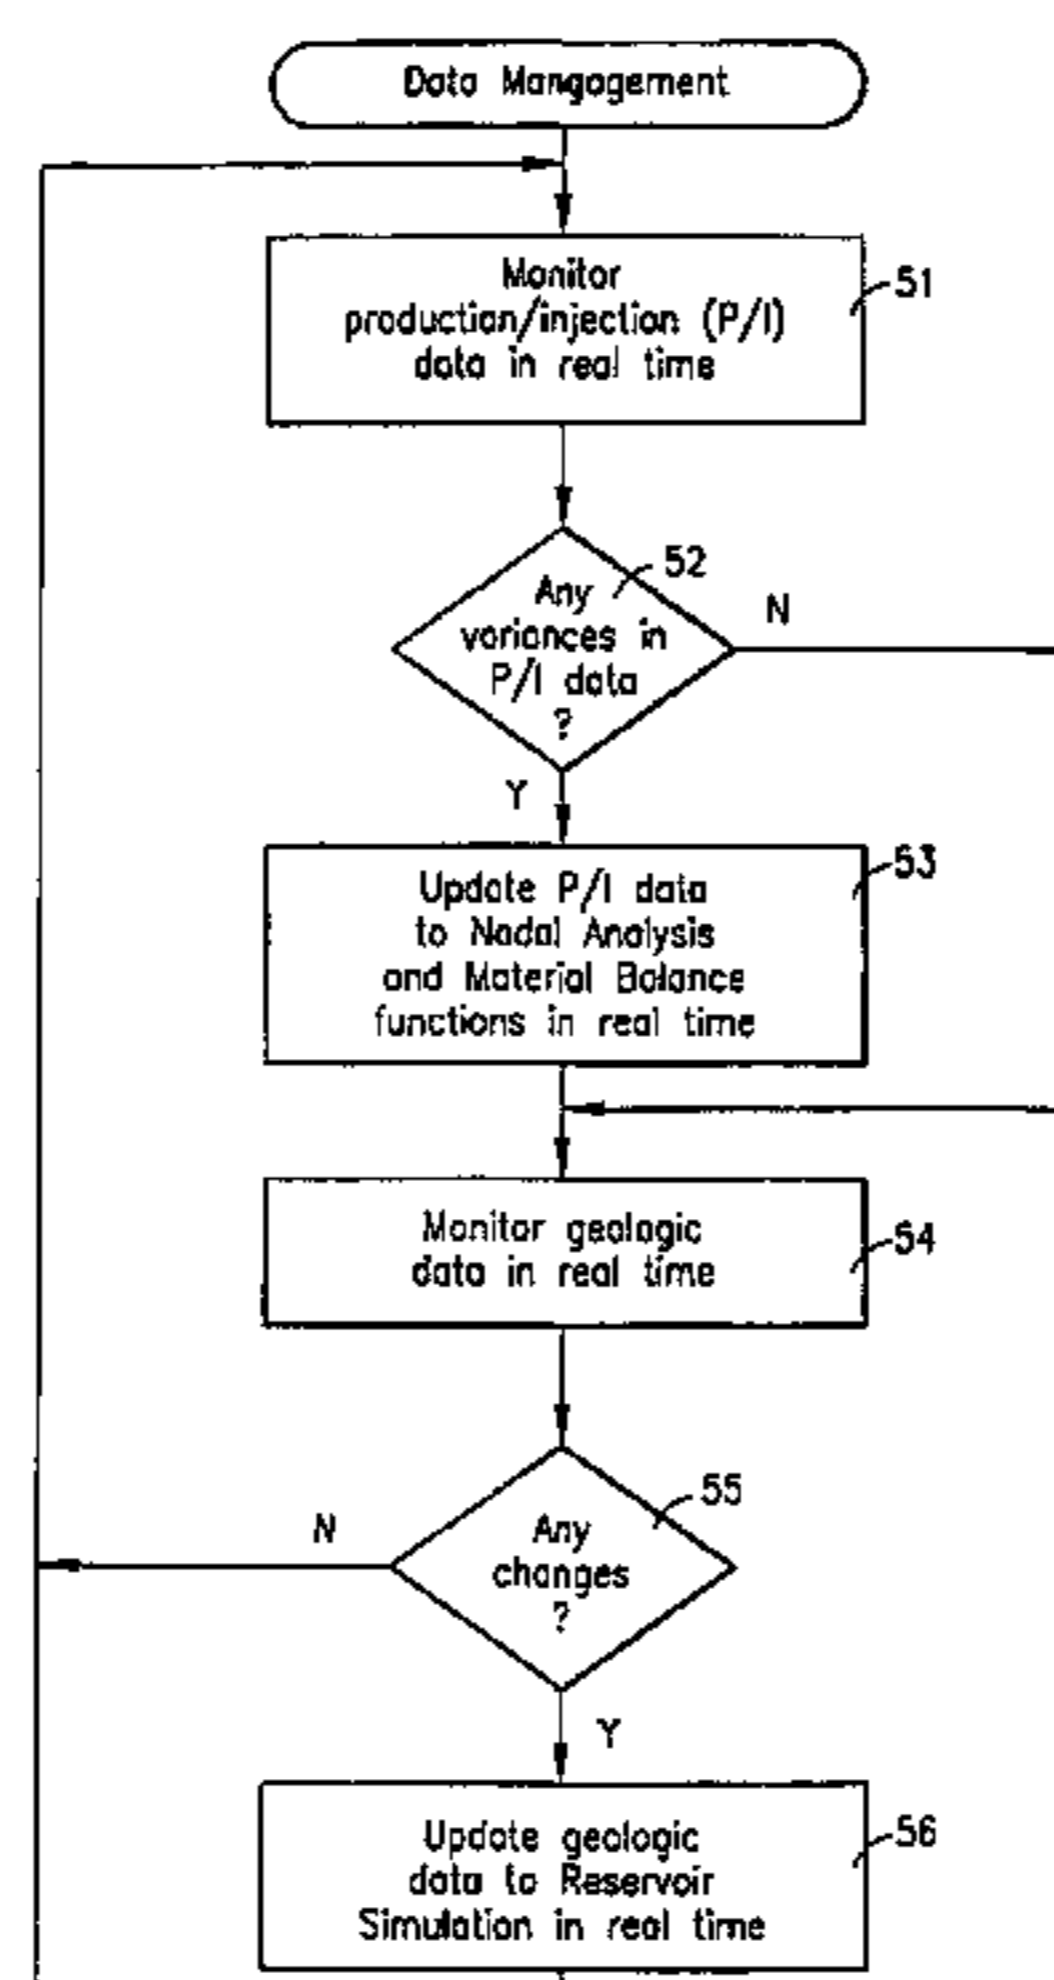 Data Mangagement
Monitor
production/injection (P/I)
data in real time
51
Any
variances in
P/I data
?
52
N
Y
Update P/I data
to Nodal Analysis
and Material Balance
functions in real time
53
Monitor geologic
data in real time
54
Any
changes
?
55
N
Y
Update geologic
data to Reservoir
Simulation in real time
56